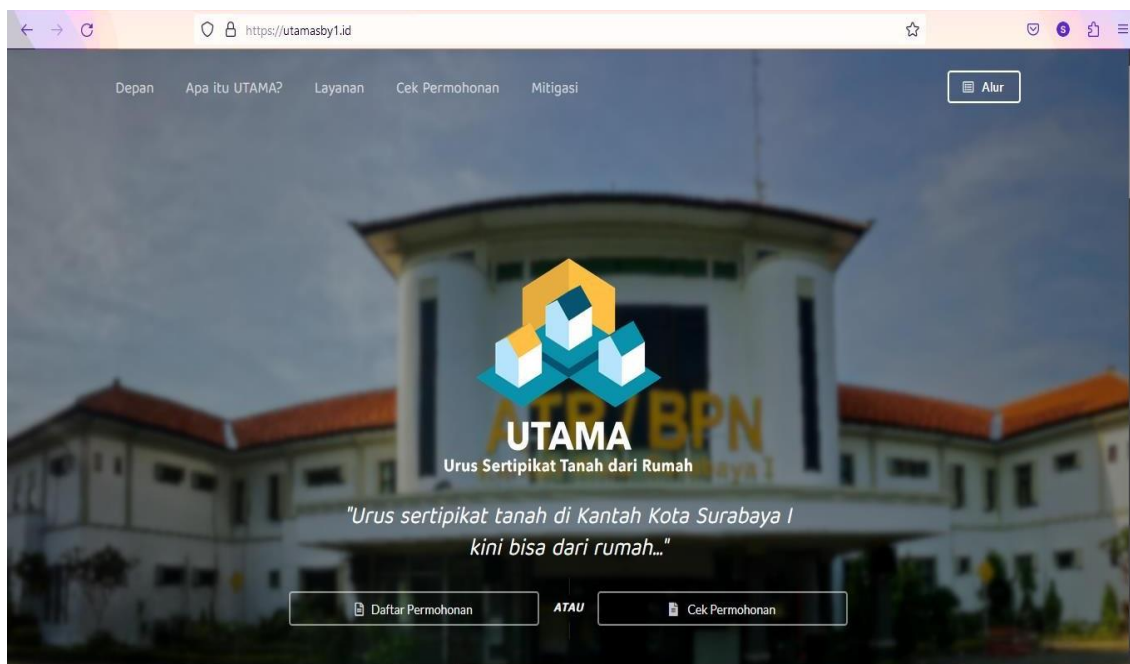 https://utamasby1.id
S
Depan Apa itu UTAMA? Layanan Cek Permohonan Mitigasi Alur
ATR/BPN
UTAMA
Urus Sertipikat Tanah dari Rumah
"Urus sertipikat tanah di Kantah Kota Surabaya I
kini bisa dari rumah..."
Daftar Permohonan ATAU Cek Permohonan